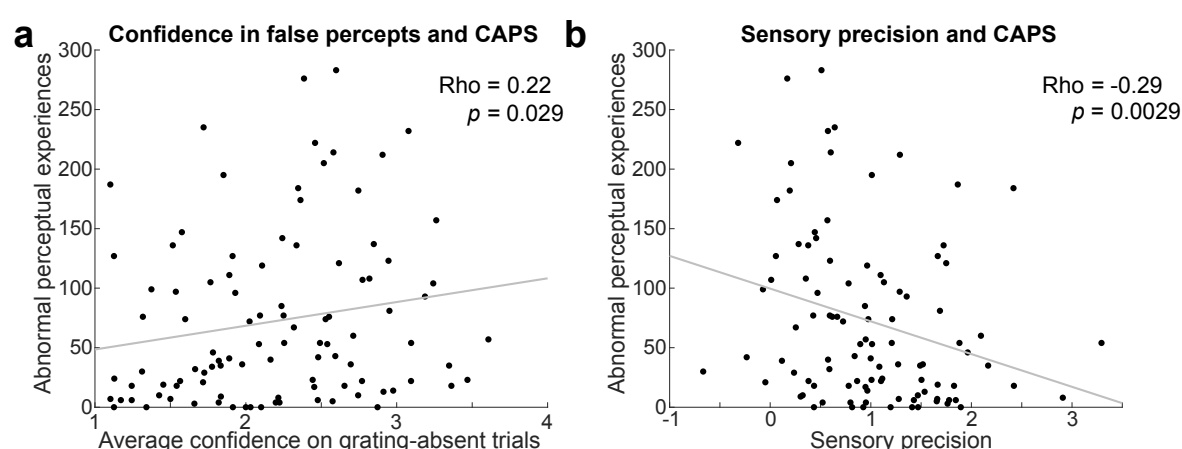 a
Confidence in false percepts and CAPS
Abnormal perceptual experiences
300
250
200
150
100
50
0
Rho = 0.22
p = 0.029
1
2
3
4
Average confidence on grating-absent trials
b
Sensory precision and CAPS
Abnormal perceptual experiences
300
250
200
150
100
50
0
Rho = -0.29
p = 0.0029
-1
0
1
2
3
Sensory precision